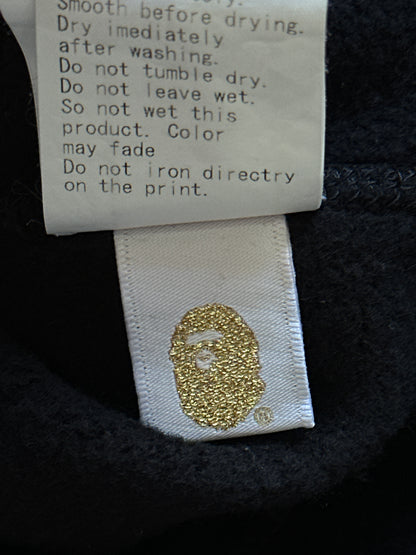 Smooth before drying.
Dry imediately
after washing.
Do not tumble dry.
Do not leave wet.
So not wet this
product. Color
may fade
Do not iron directry
on the print.
®